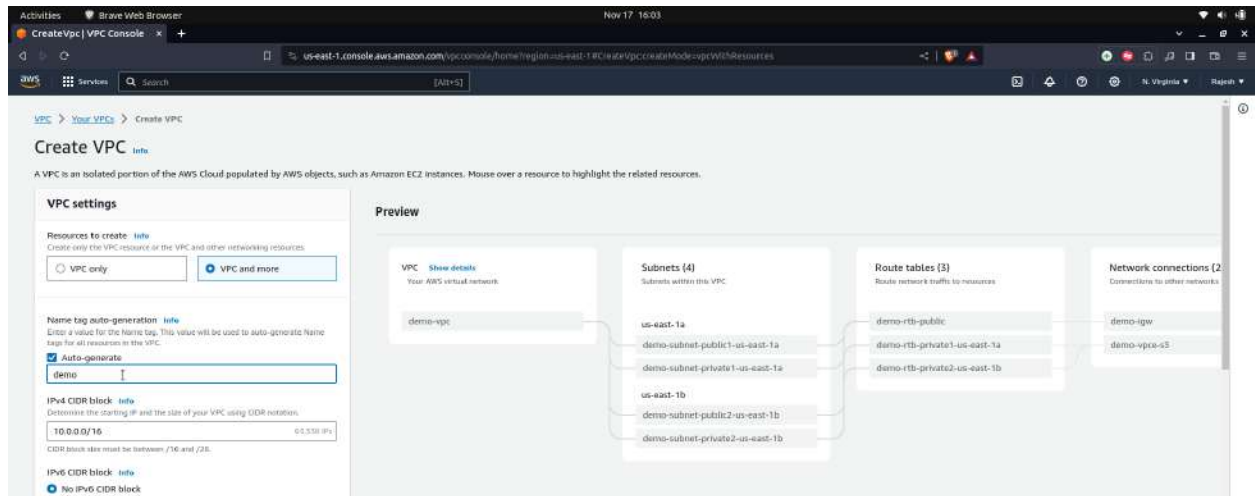 Activities Brave Web Browser Nov 17 16:03
CreateVpc | VPC Console × +
us-east-1.console.aws.amazon.com/vpcconsole/home?region=us-east-1#CreateVpc:createMode=vpcWithResources
aws Services Search [Alt+S] N. Virginia Rajesh
VPC > Your VPCs > Create VPC
Create VPC Info
A VPC is an isolated portion of the AWS Cloud populated by AWS objects, such as Amazon EC2 instances. Mouse over a resource to highlight the related resources.
VPC settings
Resources to create Info
Create only the VPC resource or the VPC and other networking resources.
VPC only
VPC and more
Name tag auto-generation Info
Enter a value for the Name tag. This value will be used to auto-generate Name
tags for all resources in the VPC.
Auto-generate
demo
IPv4 CIDR block Info
Determine the starting IP and the size of your VPC using CIDR notation.
10.0.0.0/16 65,536 IPs
CIDR block size must be between /16 and /28.
IPv6 CIDR block Info
No IPv6 CIDR block
Preview
VPC Show details
Your AWS virtual network
demo-vpc
Subnets (4)
Subnets within this VPC
us-east-1a
demo-subnet-public1-us-east-1a
demo-subnet-private1-us-east-1a
us-east-1b
demo-subnet-public2-us-east-1b
demo-subnet-private2-us-east-1b
Route tables (3)
Route network traffic to resources
demo-rtb-public
demo-rtb-private1-us-east-1a
demo-rtb-private2-us-east-1b
Network connections (2
Connections to other networks
demo-igw
demo-vpce-s3